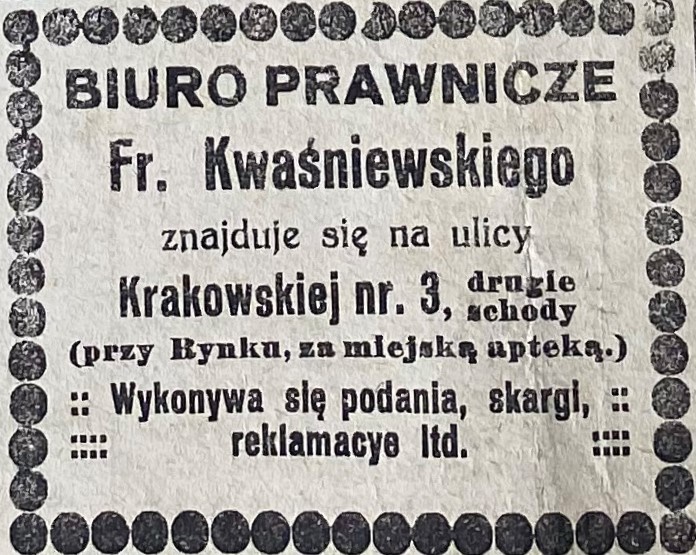 BIURO PRAWNICZE
Fr. Kwaśniewskiego
znajduje się na ulicy
Krakowskiej nr. 3, drugie schody
(przy Rynku, za miejską apteką.)
:: Wykonywa się podania, skargi, ::
:::: reklamacye itd. ::::